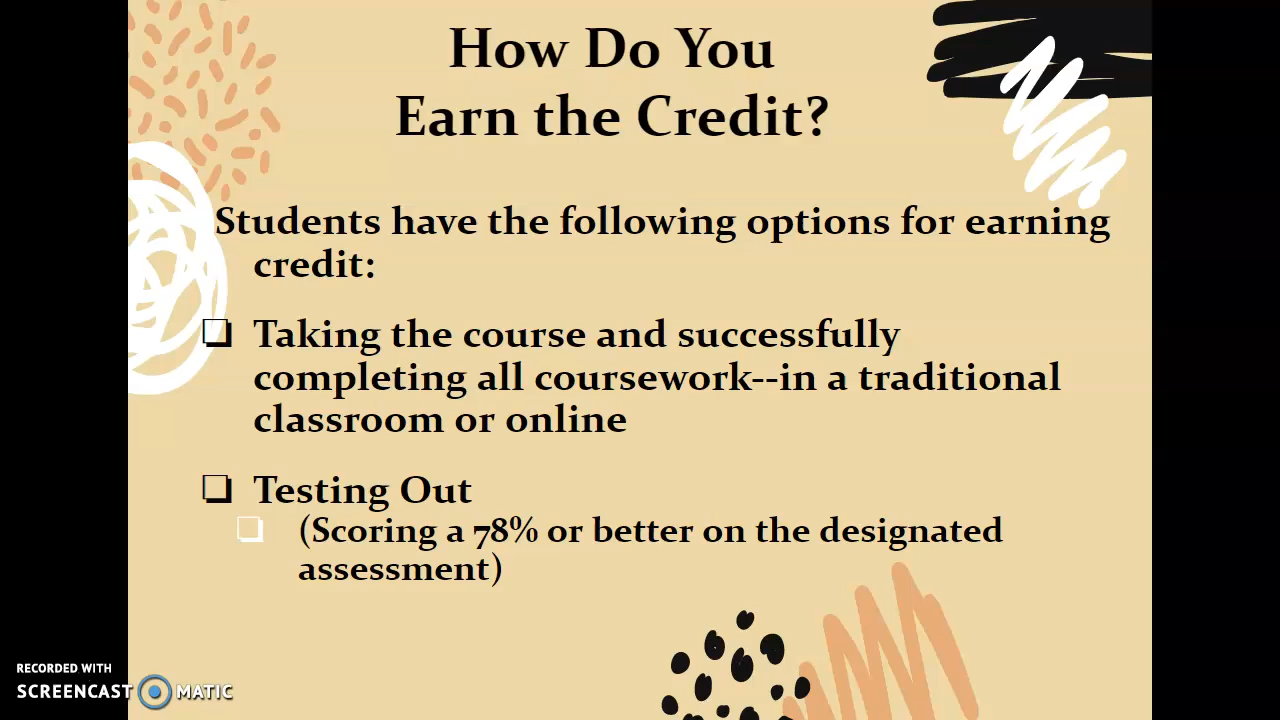 How Do You
Earn the Credit?
Students have the following options for earning
credit:
❏ Taking the course and successfully
completing all coursework--in a traditional
classroom or online
❏ Testing Out
❏ (Scoring a 78% or better on the designated
assessment)
RECORDED WITH
SCREENCAST MATIC